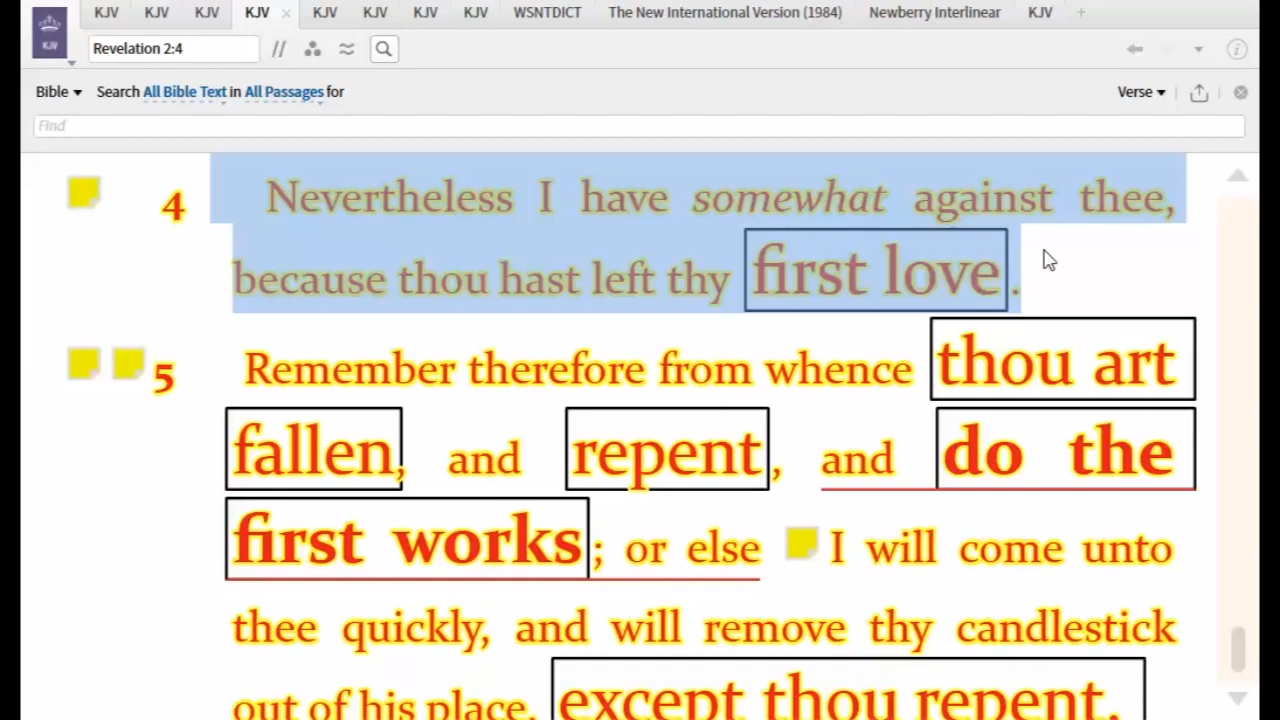 KJV KJV KJV KJV KJV KJV KJV KJV WSNTDICT The New International Version (1984) Newberry Interlinear KJV
KJV
Revelation 2:4
Bible Search All Bible Text in All Passages for Verse
Find
4 Nevertheless I have somewhat against thee,
because thou hast left thy first love.
5 Remember therefore from whence thou art
fallen, and repent, and do the
first works; or else I will come unto
thee quickly, and will remove thy candlestick
out of his place, except thou repent.